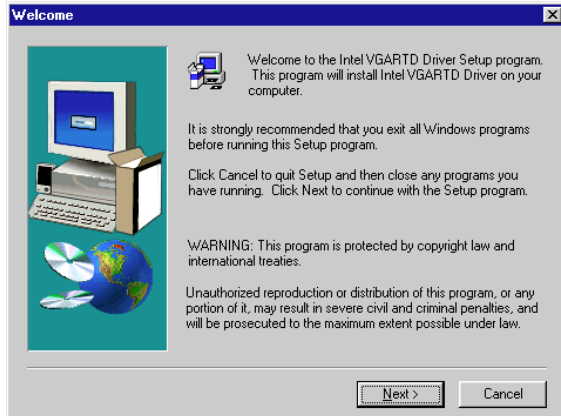 Welcome
Welcome to the Intel VGARTD Driver Setup program.
This program will install Intel VGARTD Driver on your
computer.
It is strongly recommended that you exit all Windows programs
before running this Setup program.
Click Cancel to quit Setup and then close any programs you
have running. Click Next to continue with the Setup program.
WARNING: This program is protected by copyright law and
international treaties.
Unauthorized reproduction or distribution of this program, or any
portion of it, may result in severe civil and criminal penalties, and
will be prosecuted to the maximum extent possible under law.
Next >
Cancel